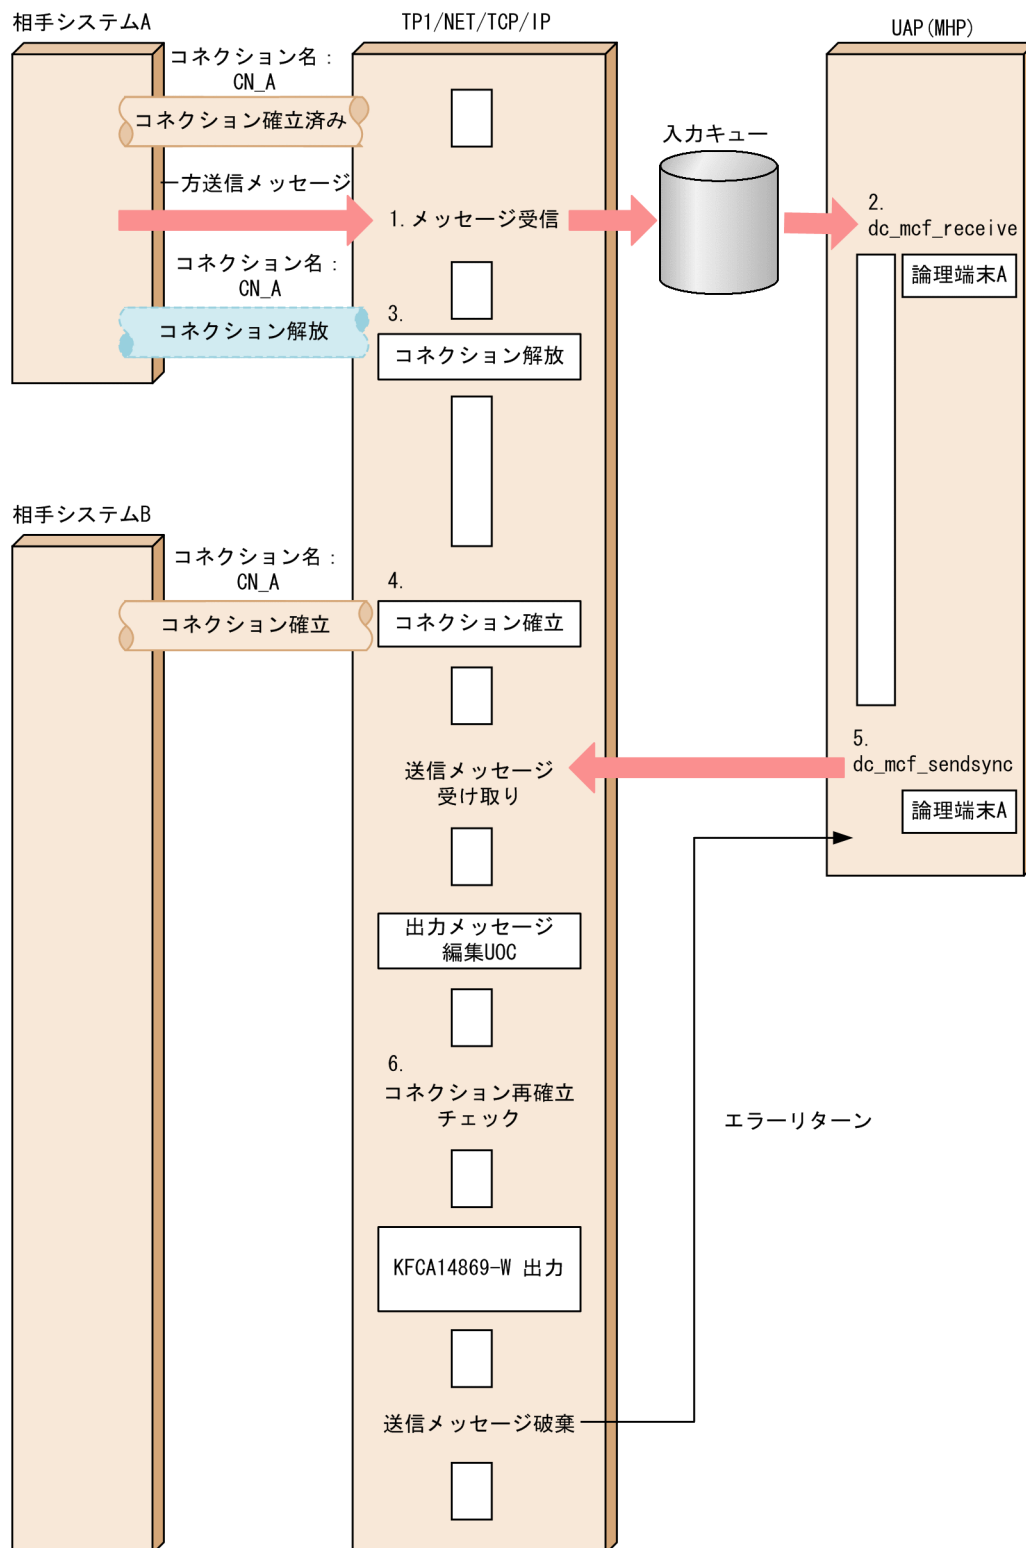 相手システムA
TP1/NET/TCP/IP
UAP(MHP)
コネクション名：
CN_A
コネクション確立済み
入力キュー
一方送信メッセージ
1.メッセージ受信
2.
dc_mcf_receive
論理端末A
コネクション名：
CN_A
コネクション解放
3.
コネクション解放
相手システムB
コネクション名：
CN_A
コネクション確立
4.
コネクション確立
5.
dc_mcf_sendsync
論理端末A
送信メッセージ
受け取り
出力メッセージ
編集UOC
6.
コネクション再確立
チェック
エラーリターン
KFCA14869-W 出力
送信メッセージ破棄